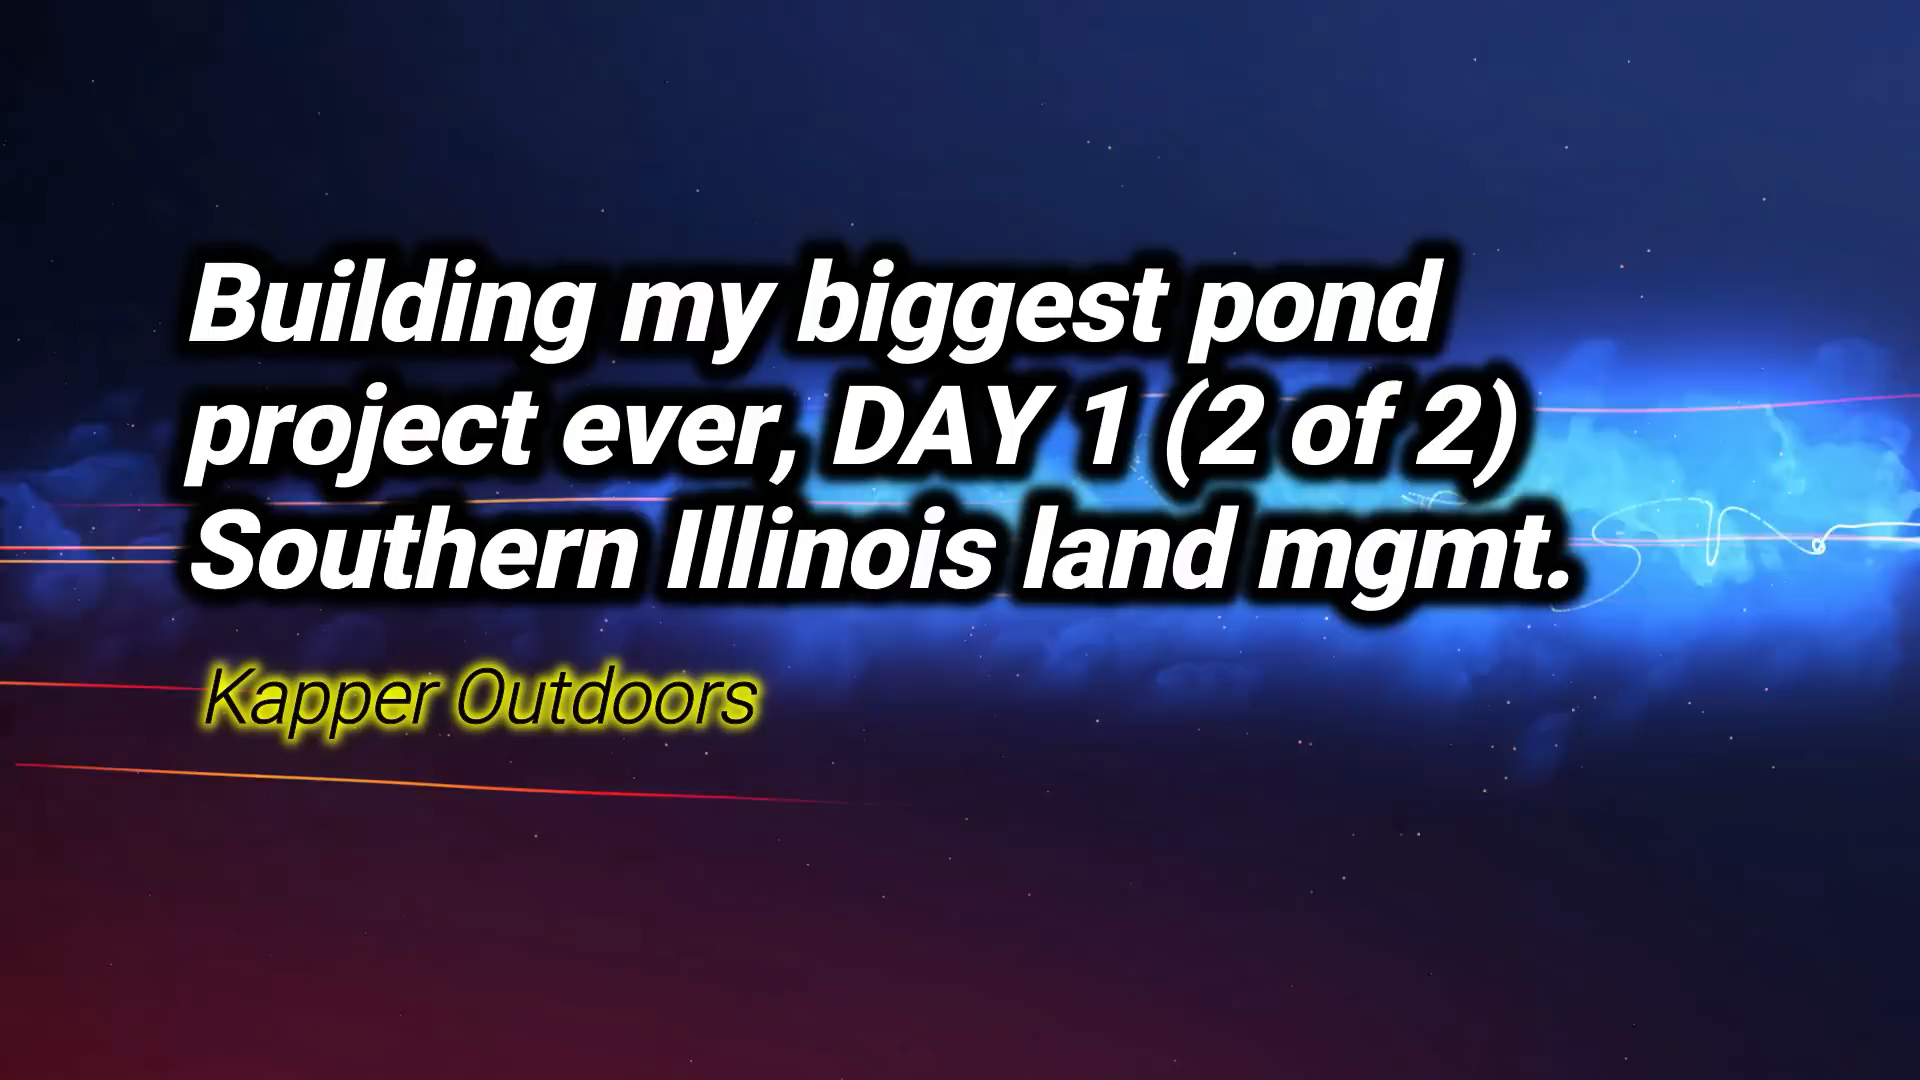 Building my biggest pond
project ever, DAY 1 (2 of 2)
Southern Illinois land mgmt.
Kapper Outdoors